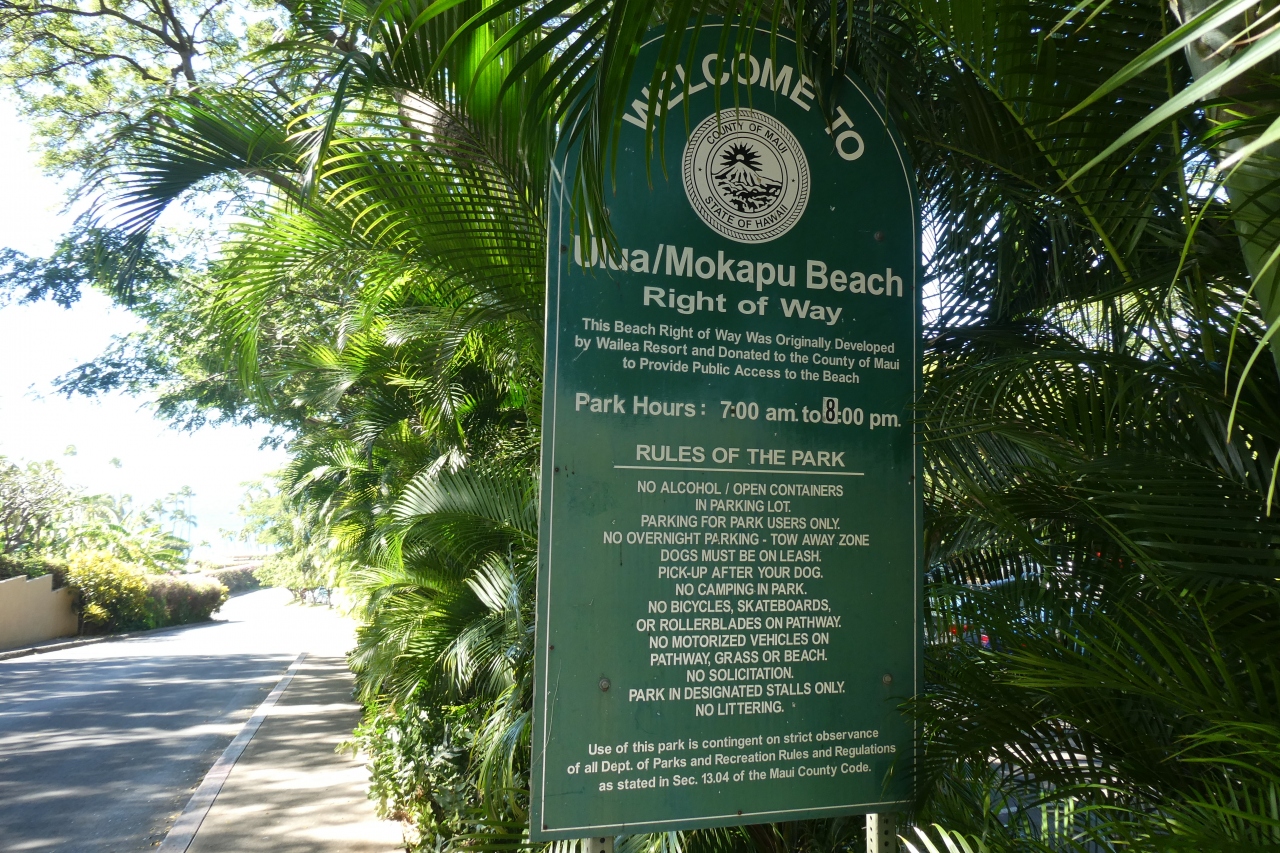 WELCOME TO
COUNTY OF MAUI
STATE OF HAWAII
Ulua/Mokapu Beach
Right of Way
This Beach Right of Way Was Originally Developed
by Wailea Resort and Donated to the County of Maui
to Provide Public Access to the Beach
Park Hours: 7:00 am. to 8:00 pm.
RULES OF THE PARK
NO ALCOHOL / OPEN CONTAINERS
IN PARKING LOT.
PARKING FOR PARK USERS ONLY.
NO OVERNIGHT PARKING - TOW AWAY ZONE
DOGS MUST BE ON LEASH.
PICK-UP AFTER YOUR DOG.
NO CAMPING IN PARK.
NO BICYCLES, SKATEBOARDS,
OR ROLLERBLADES ON PATHWAY.
NO MOTORIZED VEHICLES ON
PATHWAY, GRASS OR BEACH.
NO SOLICITATION.
PARK IN DESIGNATED STALLS ONLY.
NO LITTERING.
Use of this park is contingent on strict observance
of all Dept. of Parks and Recreation Rules and Regulations
as stated in Sec. 13.04 of the Maui County Code.